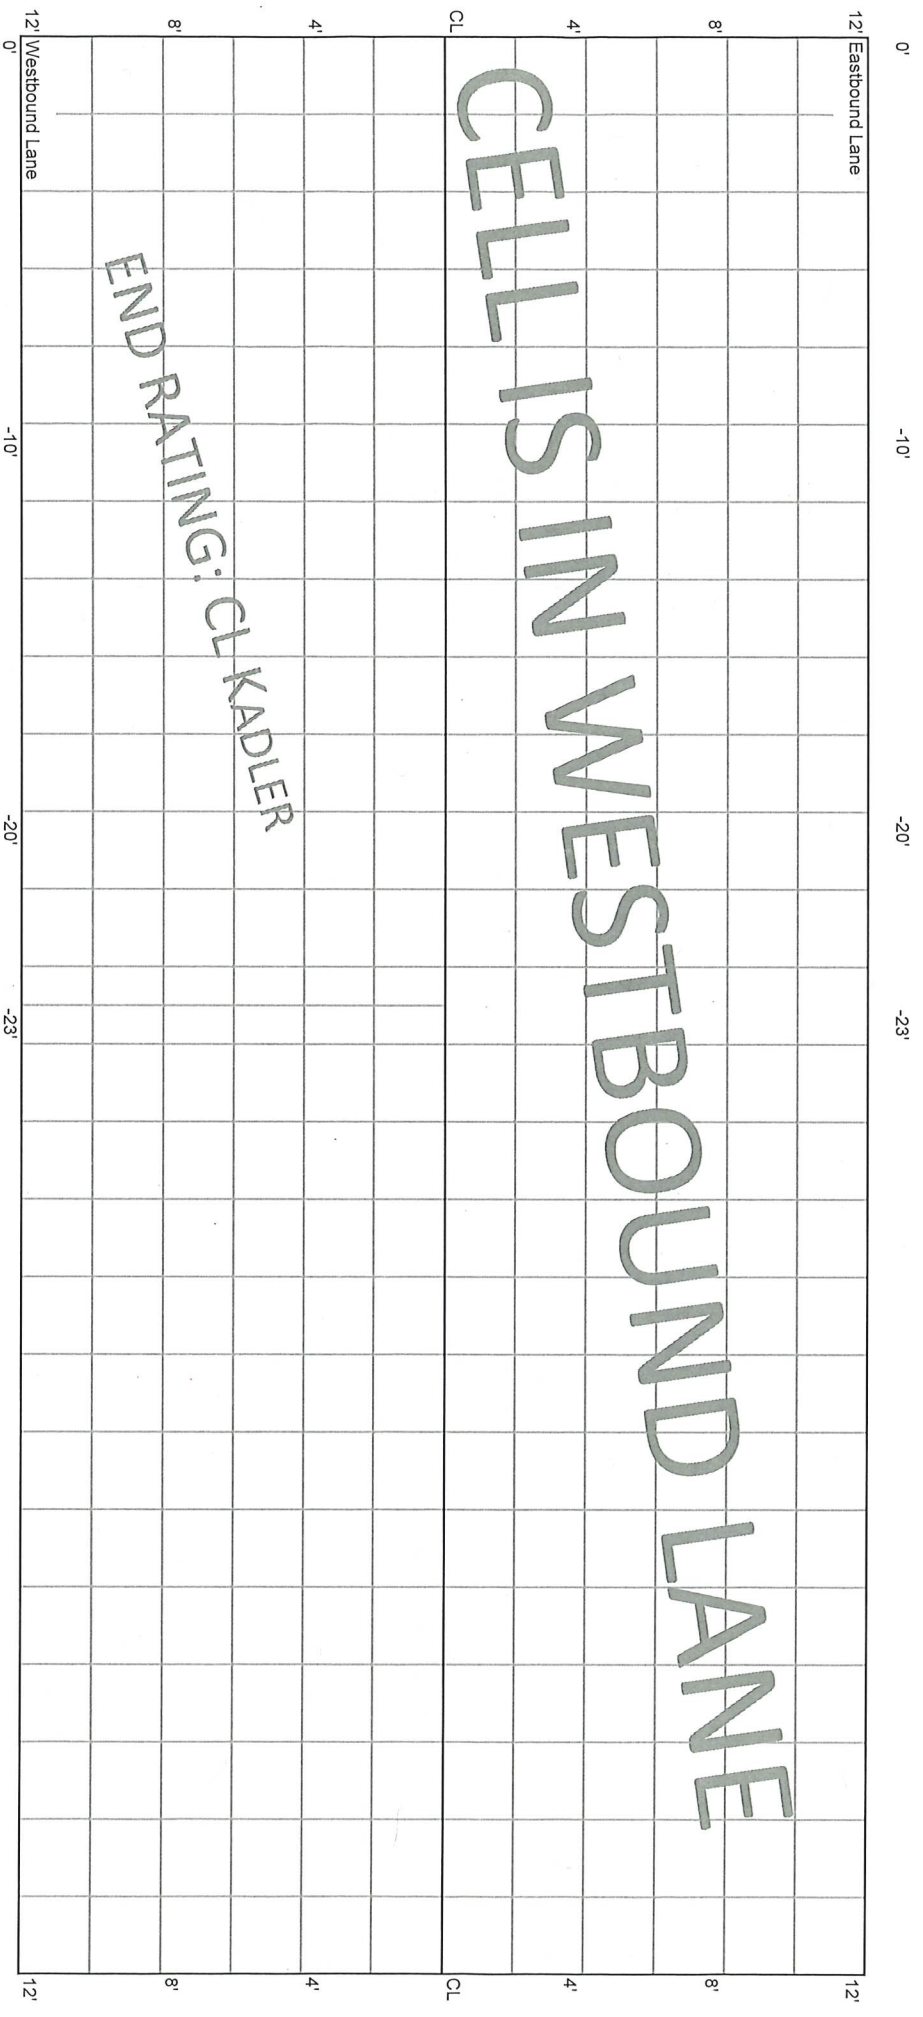 0' -10' -20' -23'
12' Eastbound Lane 12'
8' 8'
4' 4'
CL CL
4' 4'
8' 8'
12' Westbound Lane 12'
0' -10' -20' -23'
CELL IS IN WESTBOUND LANE
END RATING: CL KADLER